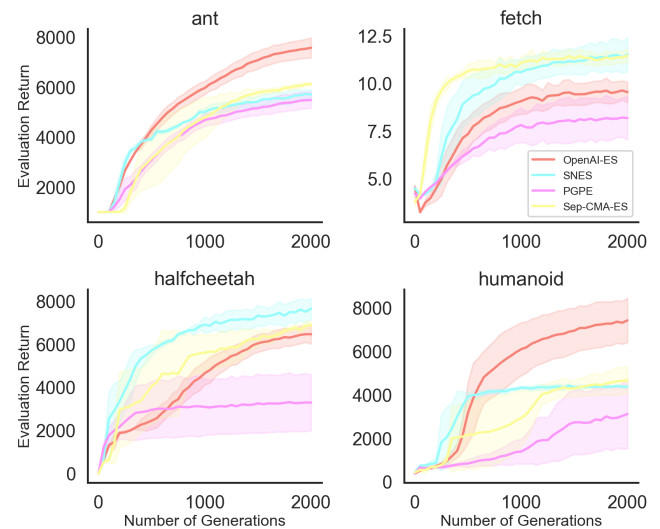 ant
Evaluation Return
8000
6000
4000
2000
0
1000
2000
fetch
12.5
10.0
7.5
5.0
OpenAI-ES
SNES
PGPE
Sep-CMA-ES
0
1000
2000
halfcheetah
Evaluation Return
8000
6000
4000
2000
0
0
1000
2000
Number of Generations
humanoid
8000
6000
4000
2000
0
0
1000
2000
Number of Generations